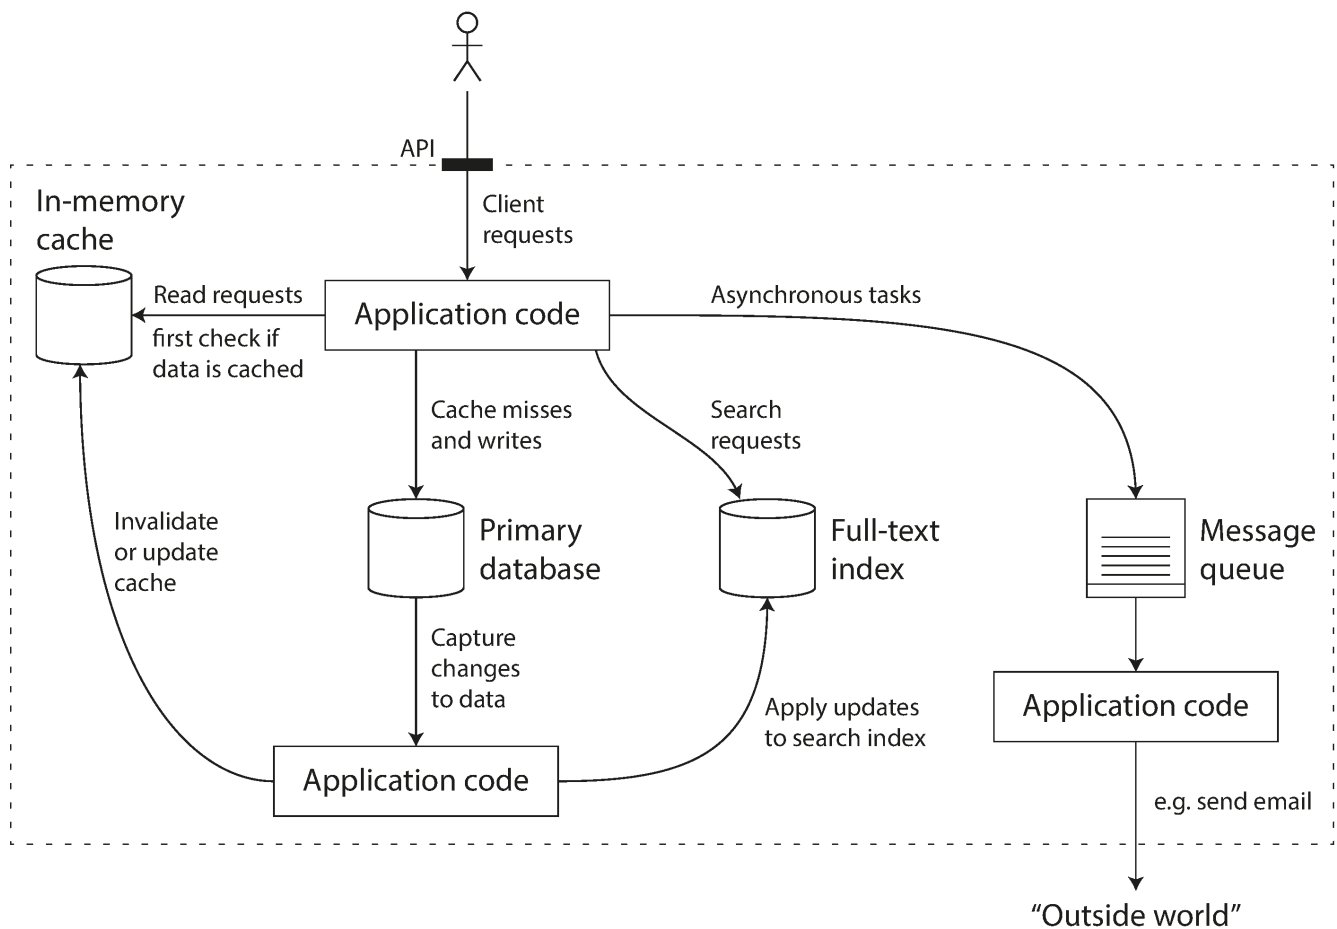 API
Client
requests
In-memory
cache
Read requests
first check if
data is cached
Application code
Asynchronous tasks
Cache misses
and writes
Search
requests
Invalidate
or update
cache
Primary
database
Full-text
index
Message
queue
Capture
changes
to data
Apply updates
to search index
Application code
Application code
e.g. send email
“Outside world”